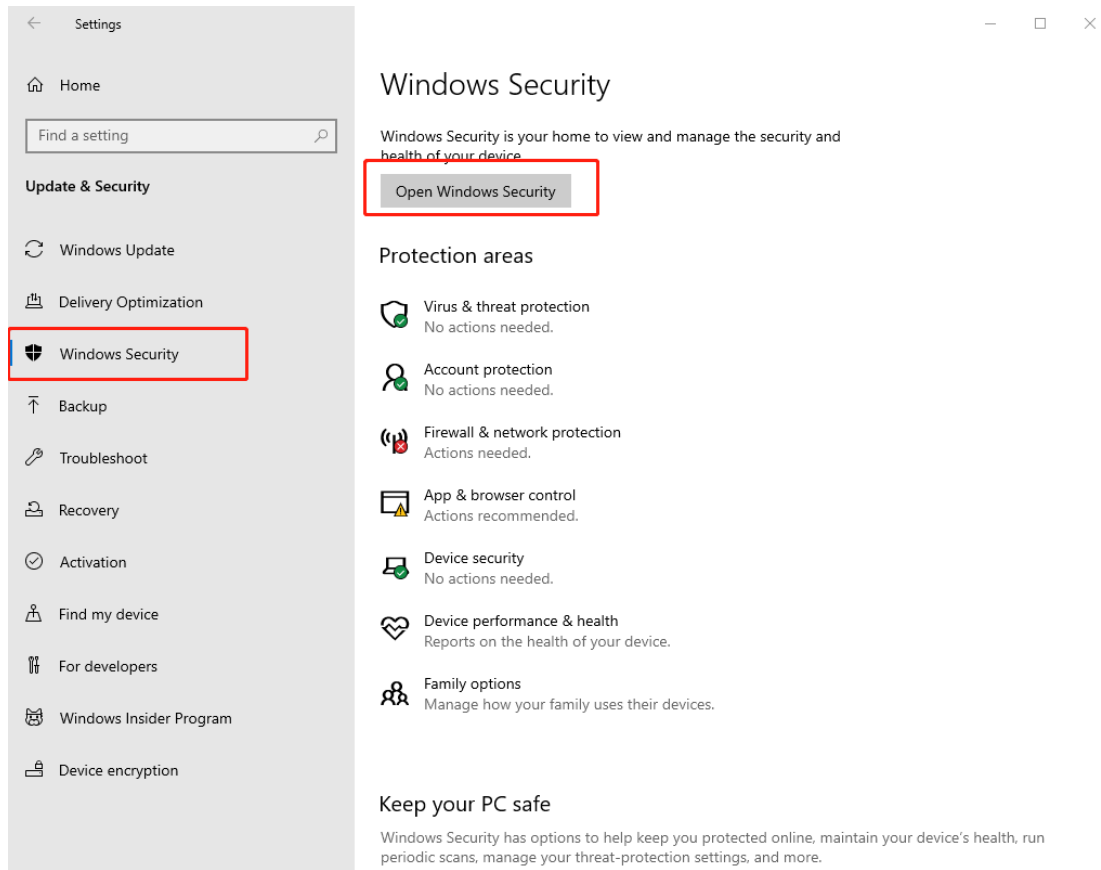 Settings
Home
Find a setting
Update & Security
Windows Update
Delivery Optimization
Windows Security
Backup
Troubleshoot
Recovery
Activation
Find my device
For developers
Windows Insider Program
Device encryption
Windows Security
Windows Security is your home to view and manage the security and
health of your device.
Open Windows Security
Protection areas
Virus & threat protection
No actions needed.
Account protection
No actions needed.
Firewall & network protection
Actions needed.
App & browser control
Actions recommended.
Device security
No actions needed.
Device performance & health
Reports on the health of your device.
Family options
Manage how your family uses their devices.
Keep your PC safe
Windows Security has options to help keep you protected online, maintain your device's health, run
periodic scans, manage your threat-protection settings, and more.